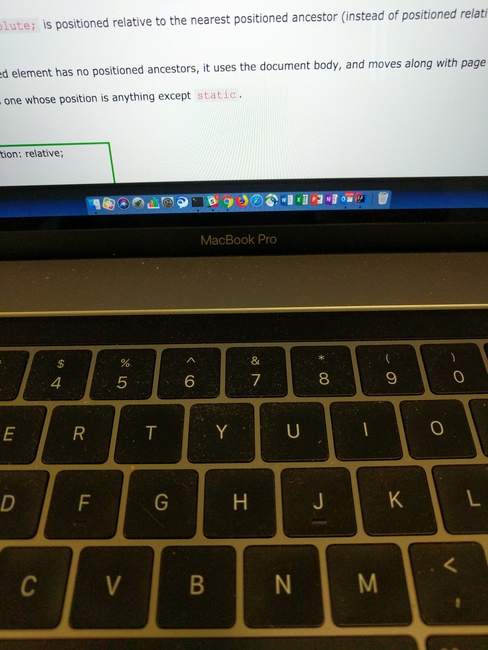 olute; is positioned relative to the nearest positioned ancestor (instead of positioned relati
ed element has no positioned ancestors, it uses the document body, and moves along with page
one whose position is anything except static.
tion: relative;
MacBook Pro
$ % ^ & * ( )
4 5 6 7 8 9 0
E R T Y U I O
D F G H J K L
C V B N M <
,